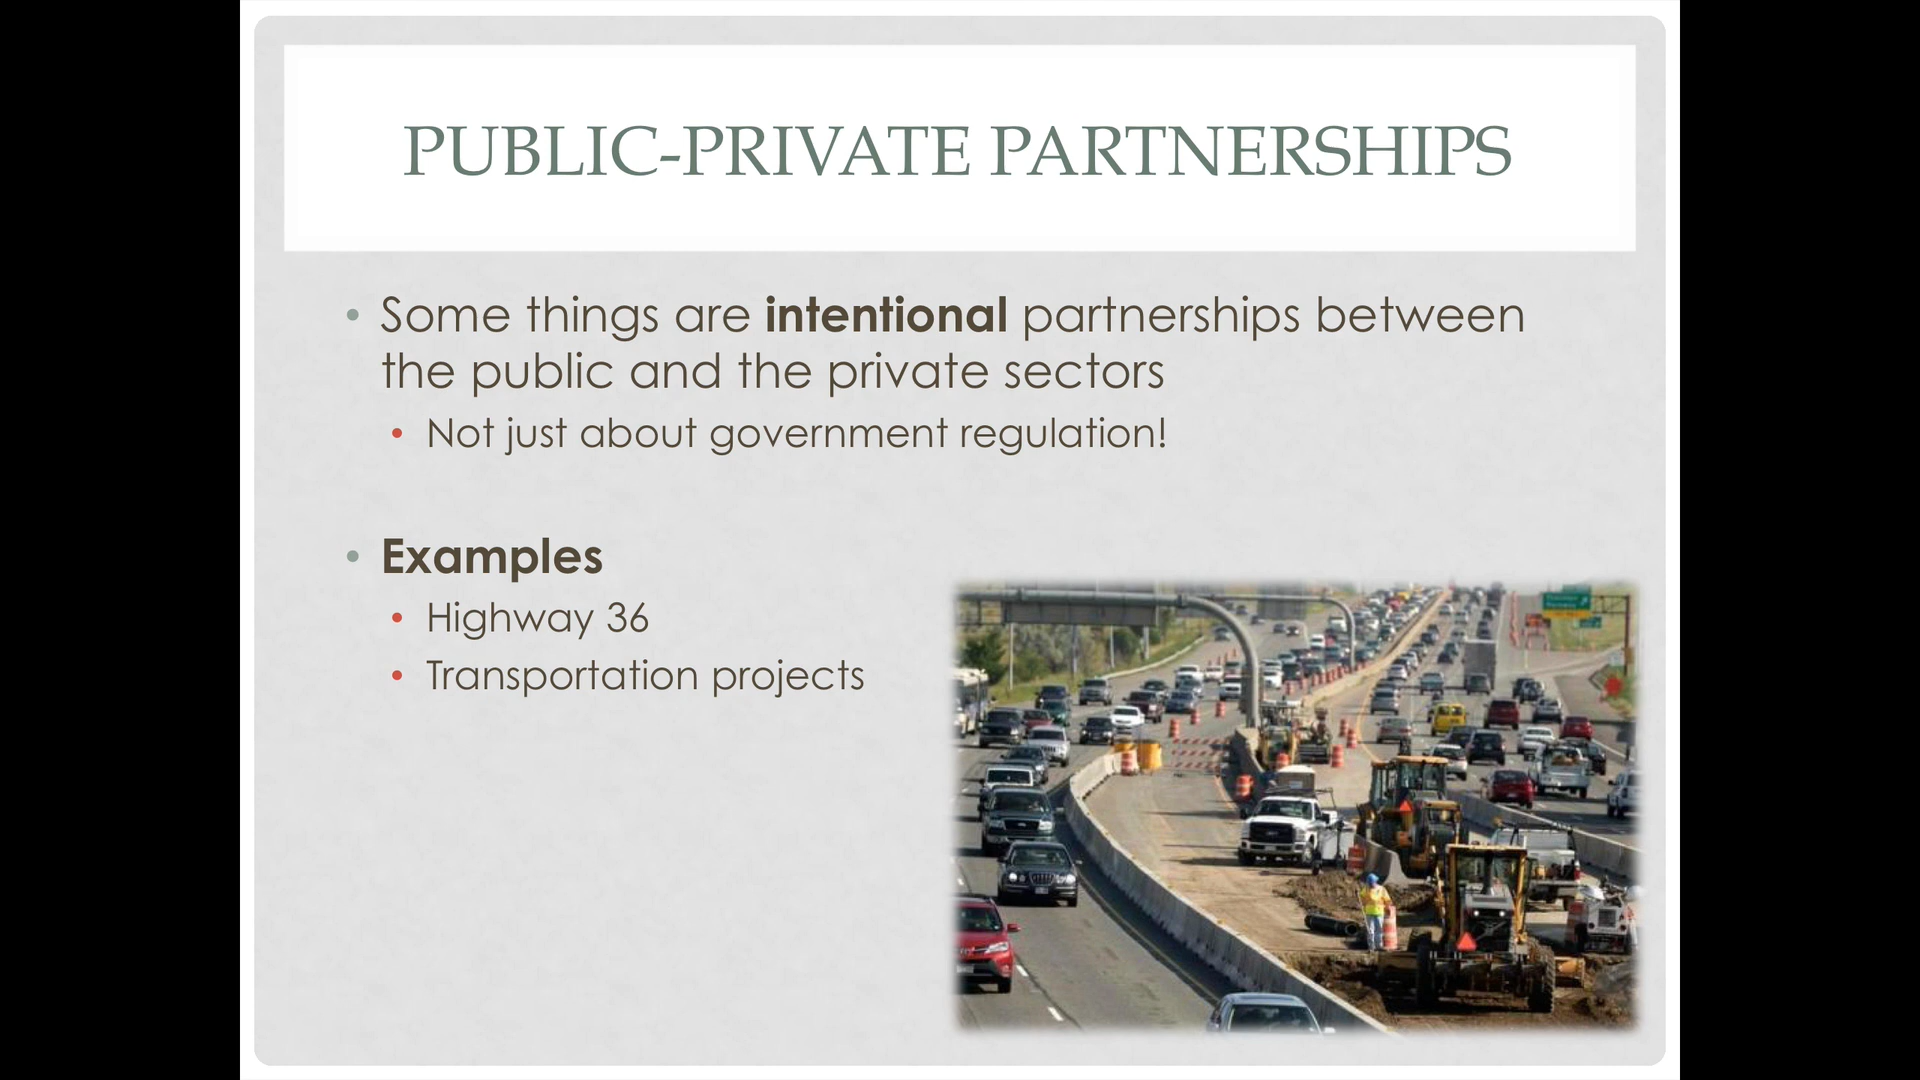 PUBLIC-PRIVATE PARTNERSHIPS
• Some things are intentional partnerships between
the public and the private sectors
• Not just about government regulation!
• Examples
• Highway 36
• Transportation projects